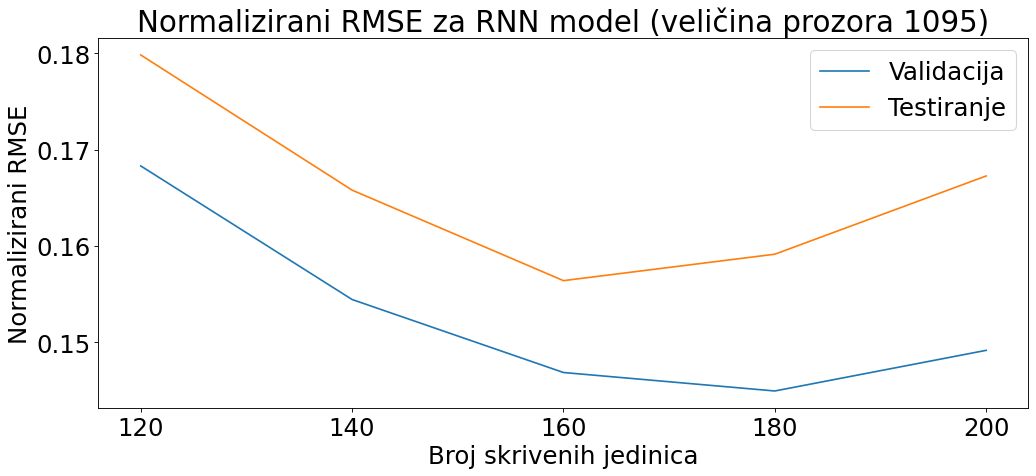 Normalizirani RMSE za RNN model (veličina prozora 1095)
Validacija
Testiranje
Normalizirani RMSE
0.18
0.17
0.16
0.15
120 140 160 180 200
Broj skrivenih jedinica